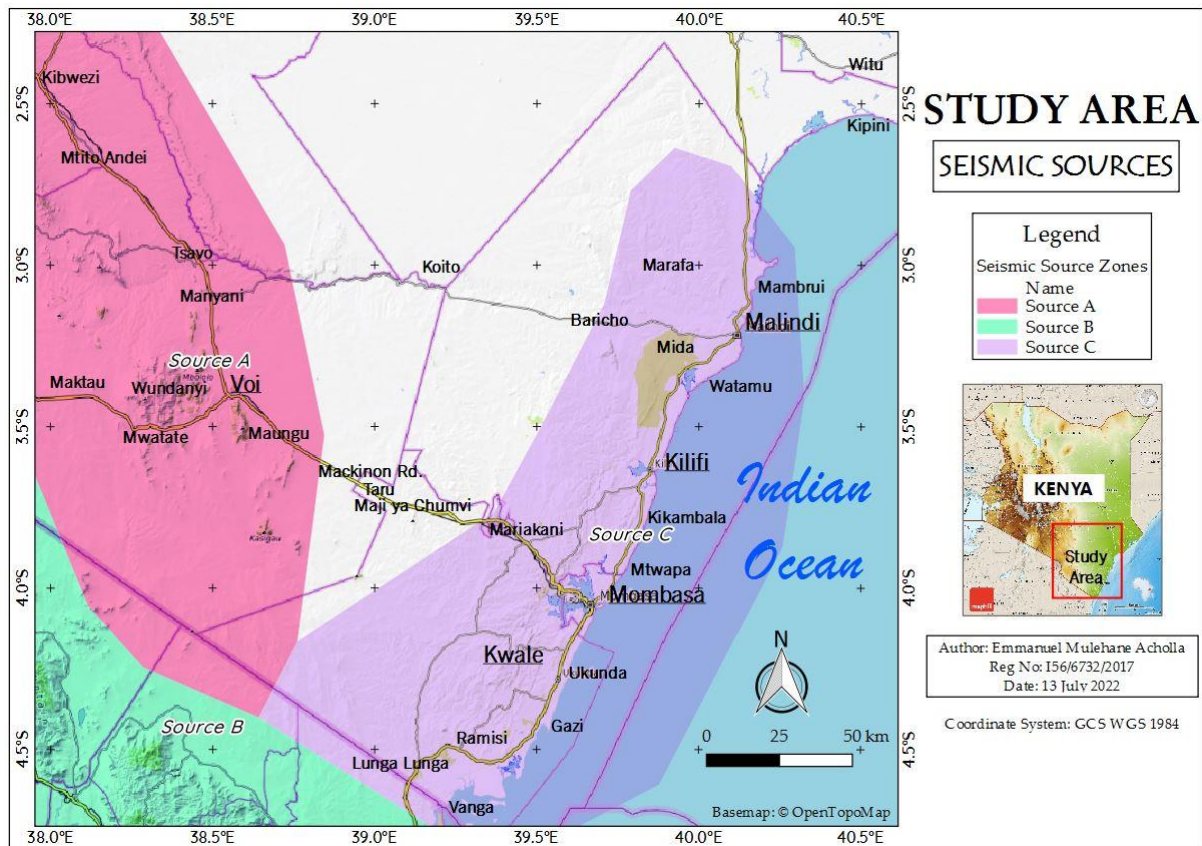 38.0°E 38.5°E 39.0°E 39.5°E 40.0°E 40.5°E
2.5°S
3.0°S
3.5°S
4.0°S
4.5°S
Kibwezi
Witu
Kipini
Mtito Andei
Tsavo
Koito
Marafa
Manyani
Mambrui
Baricho
Malindi
Mida
Source A
Maktau
Wundanyi
Voi
Watamu
Mwatate
Maungu
Mackinon Rd.
Taru
Maji ya Chumvi
Kilifi
Indian
Ocean
Kikambala
Mariakani
Source C
Kasigau
Mtwapa
Mombasa
Kwale
Ukunda
Source B
Gazi
Ramisi
Lunga Lunga
Vanga
N
0 25 50 km
Basemap: © OpenTopoMap
2.5°S
3.0°S
3.5°S
4.0°S
4.5°S
38.0°E 38.5°E 39.0°E 39.5°E 40.0°E 40.5°E
STUDY AREA
SEISMIC SOURCES
Legend
Seismic Source Zones
Name
Source A
Source B
Source C
KENYA
Study
Area
Author: Emmanuel Mulehane Acholla
Reg No: I56/6732/2017
Date: 13 July 2022
Coordinate System: GCS WGS 1984